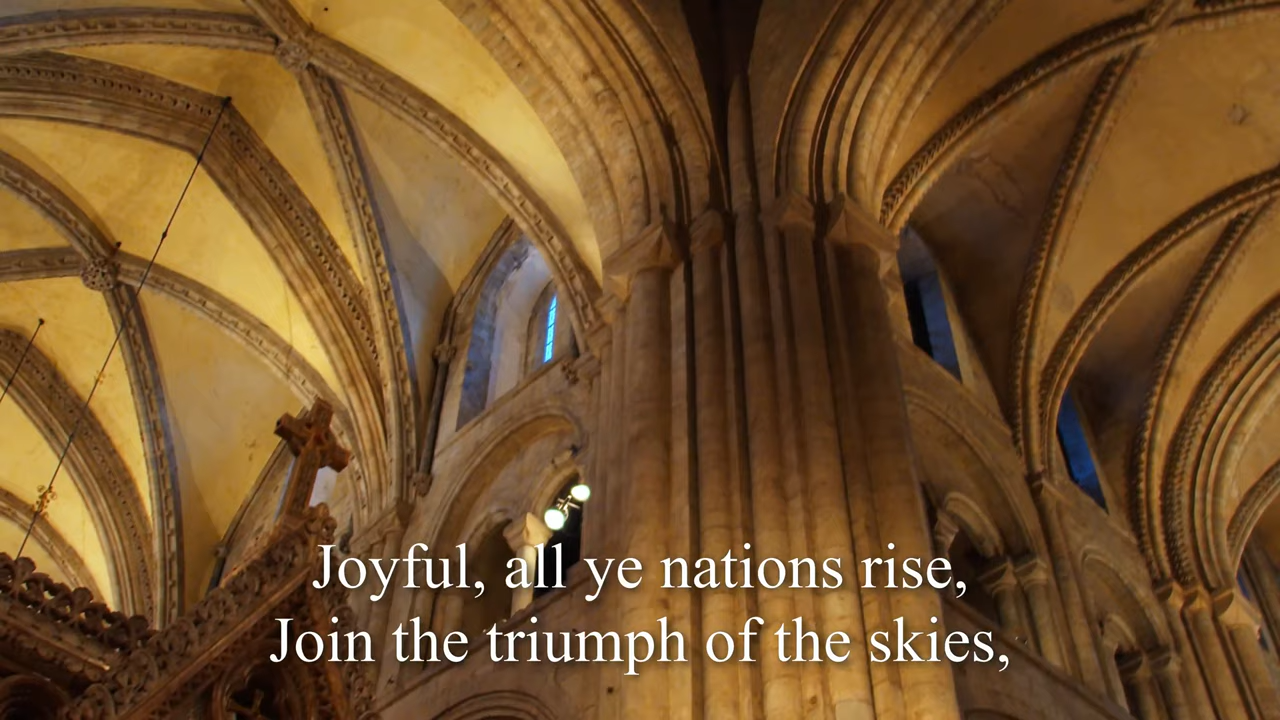 Joyful, all ye nations rise,
Join the triumph of the skies,